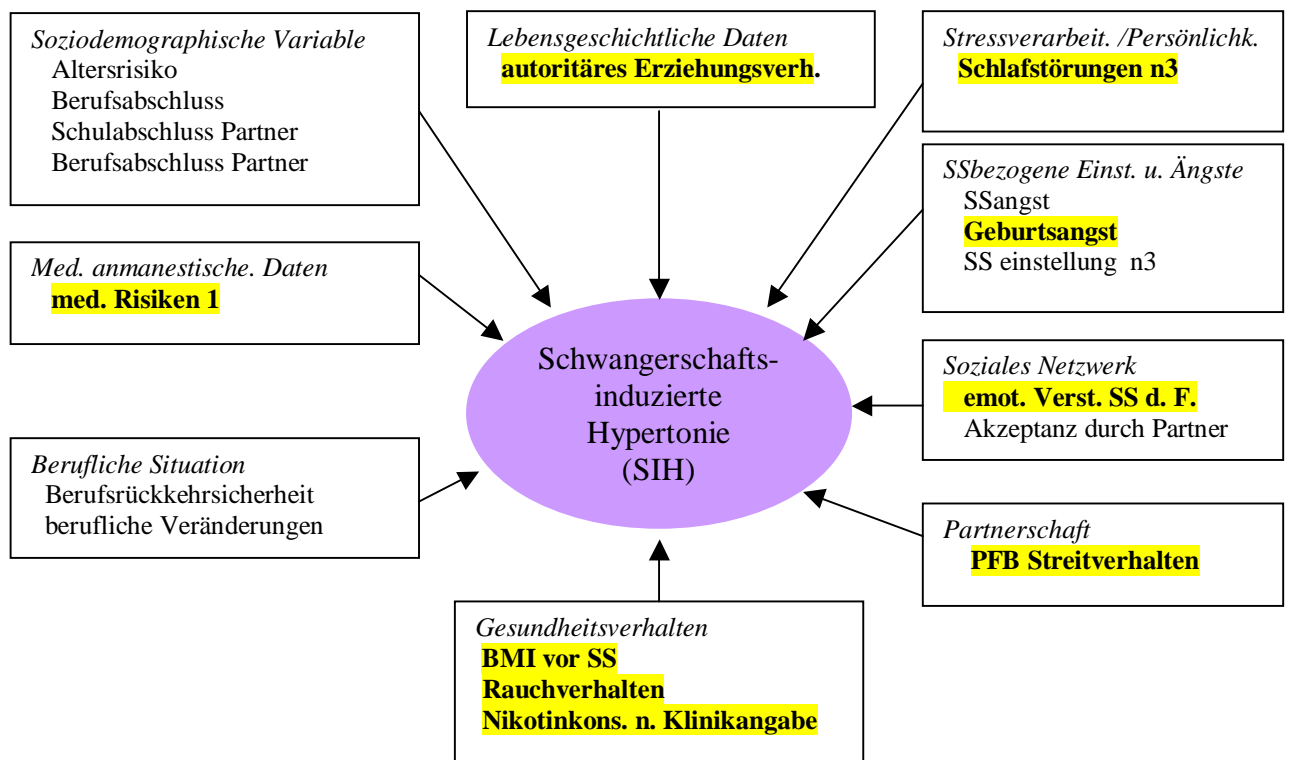 Soziodemographische Variable
Altersrisiko
Berufsabschluss
Schulabschluss Partner
Berufsabschluss Partner
Lebensgeschichtliche Daten
autoritäres Erziehungsverh.
Stressverarbeit. /Persönlichk.
Schlafstörungen n3
SSbezogene Einst. u. Ängste
SSangst
Geburtsangst
SS einstellung n3
Med. anmanestische. Daten
med. Risiken 1
Schwangerschafts-
induzierte
Hypertonie
(SIH)
Soziales Netzwerk
emot. Verst. SS d. F.
Akzeptanz durch Partner
Berufliche Situation
Berufsrückkehrsicherheit
berufliche Veränderungen
Partnerschaft
PFB Streitverhalten
Gesundheitsverhalten
BMI vor SS
Rauchverhalten
Nikotinkons. n. Klinikangabe